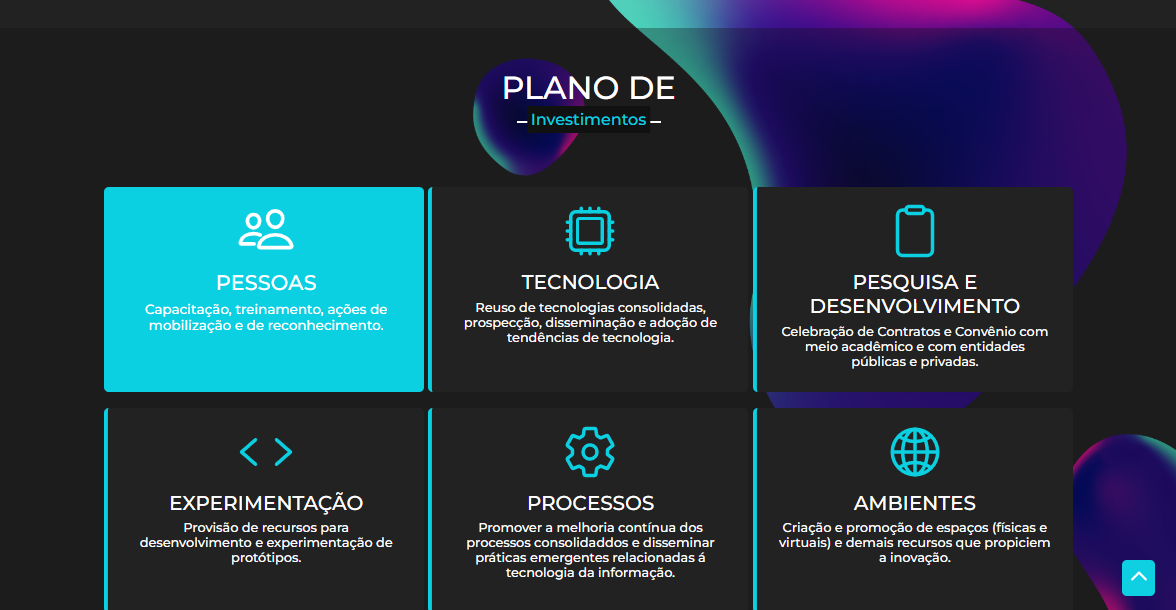 PLANO DE
Investimentos
PESSOAS
Capacitação, treinamento, ações de
mobilização e de reconhecimento.
TECNOLOGIA
Reuso de tecnologias consolidadas,
prospecção, disseminação e adoção de
tendências de tecnologia.
PESQUISA E
DESENVOLVIMENTO
Celebração de Contratos e Convênio com
meio acadêmico e com entidades
públicas e privadas.
EXPERIMENTAÇÃO
Provisão de recursos para
desenvolvimento e experimentação de
protótipos.
PROCESSOS
Promover a melhoria contínua dos
processos consolidaddos e disseminar
práticas emergentes relacionadas á
tecnologia da informação.
AMBIENTES
Criação e promoção de espaços (físicas e
virtuais) e demais recursos que propiciem
a inovação.